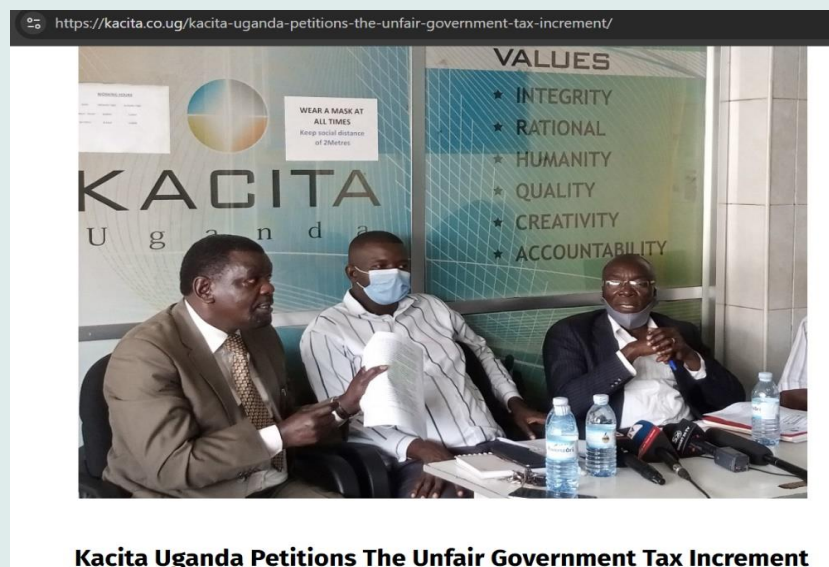 https://kacita.co.ug/kacita-uganda-petitions-the-unfair-government-tax-increment/
WEAR A MASK AT
ALL TIMES
Keep social distance
of 2Metres
KACITA
Uganda
VALUES
INTEGRITY
RATIONAL
HUMANITY
QUALITY
CREATIVITY
ACCOUNTABILITY
Kacita Uganda Petitions The Unfair Government Tax Increment